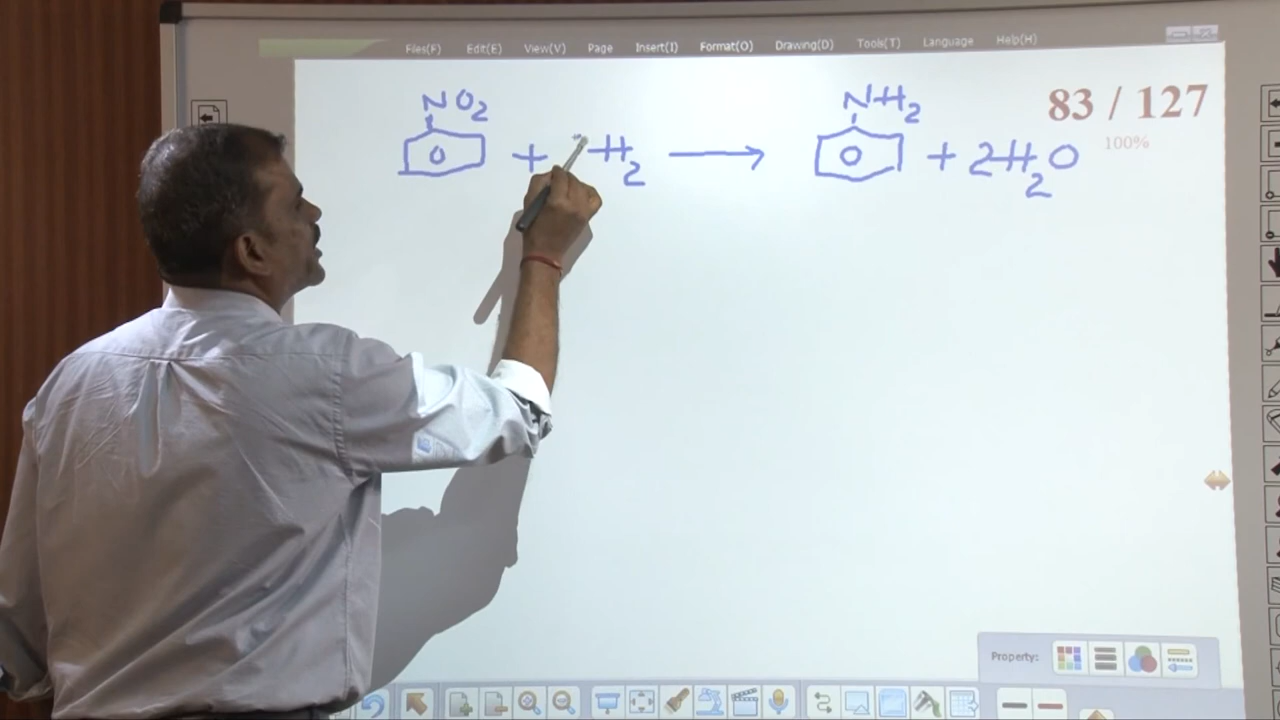 Files(F) Edit(E) View(V) Page Insert(I) Format(O) Drawing(D) Tools(T) Language Help(H)
83 / 127
100%
NO2 + H2 → NH2 + 2H2O
Property: